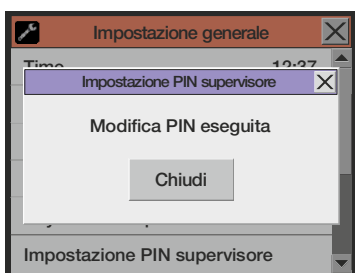 Impostazione generale
Time 12:37
Impostazione PIN supervisore
Modifica PIN eseguita
Chiudi
Impostazione PIN supervisore